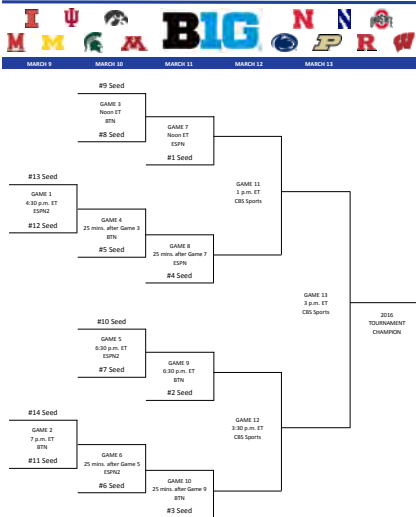 B1G
MARCH 9
MARCH 10
MARCH 11
MARCH 12
MARCH 13
#9 Seed
GAME 3
Noon ET
BTN
#8 Seed
GAME 7
Noon ET
ESPN
#1 Seed
#13 Seed
GAME 1
4:30 p.m. ET
ESPN2
#12 Seed
GAME 4
25 mins. after Game 3
BTN
#5 Seed
GAME 8
25 mins. after Game 7
ESPN
#4 Seed
GAME 11
1 p.m. ET
CBS Sports
GAME 13
3 p.m. ET
CBS Sports
2016
TOURNAMENT
CHAMPION
#10 Seed
GAME 5
6:30 p.m. ET
ESPN2
#7 Seed
GAME 9
6:30 p.m. ET
BTN
#2 Seed
GAME 12
3:30 p.m. ET
CBS Sports
#14 Seed
GAME 2
7 p.m. ET
BTN
#11 Seed
GAME 6
25 mins. after Game 5
ESPN2
#6 Seed
GAME 10
25 mins. after Game 9
BTN
#3 Seed